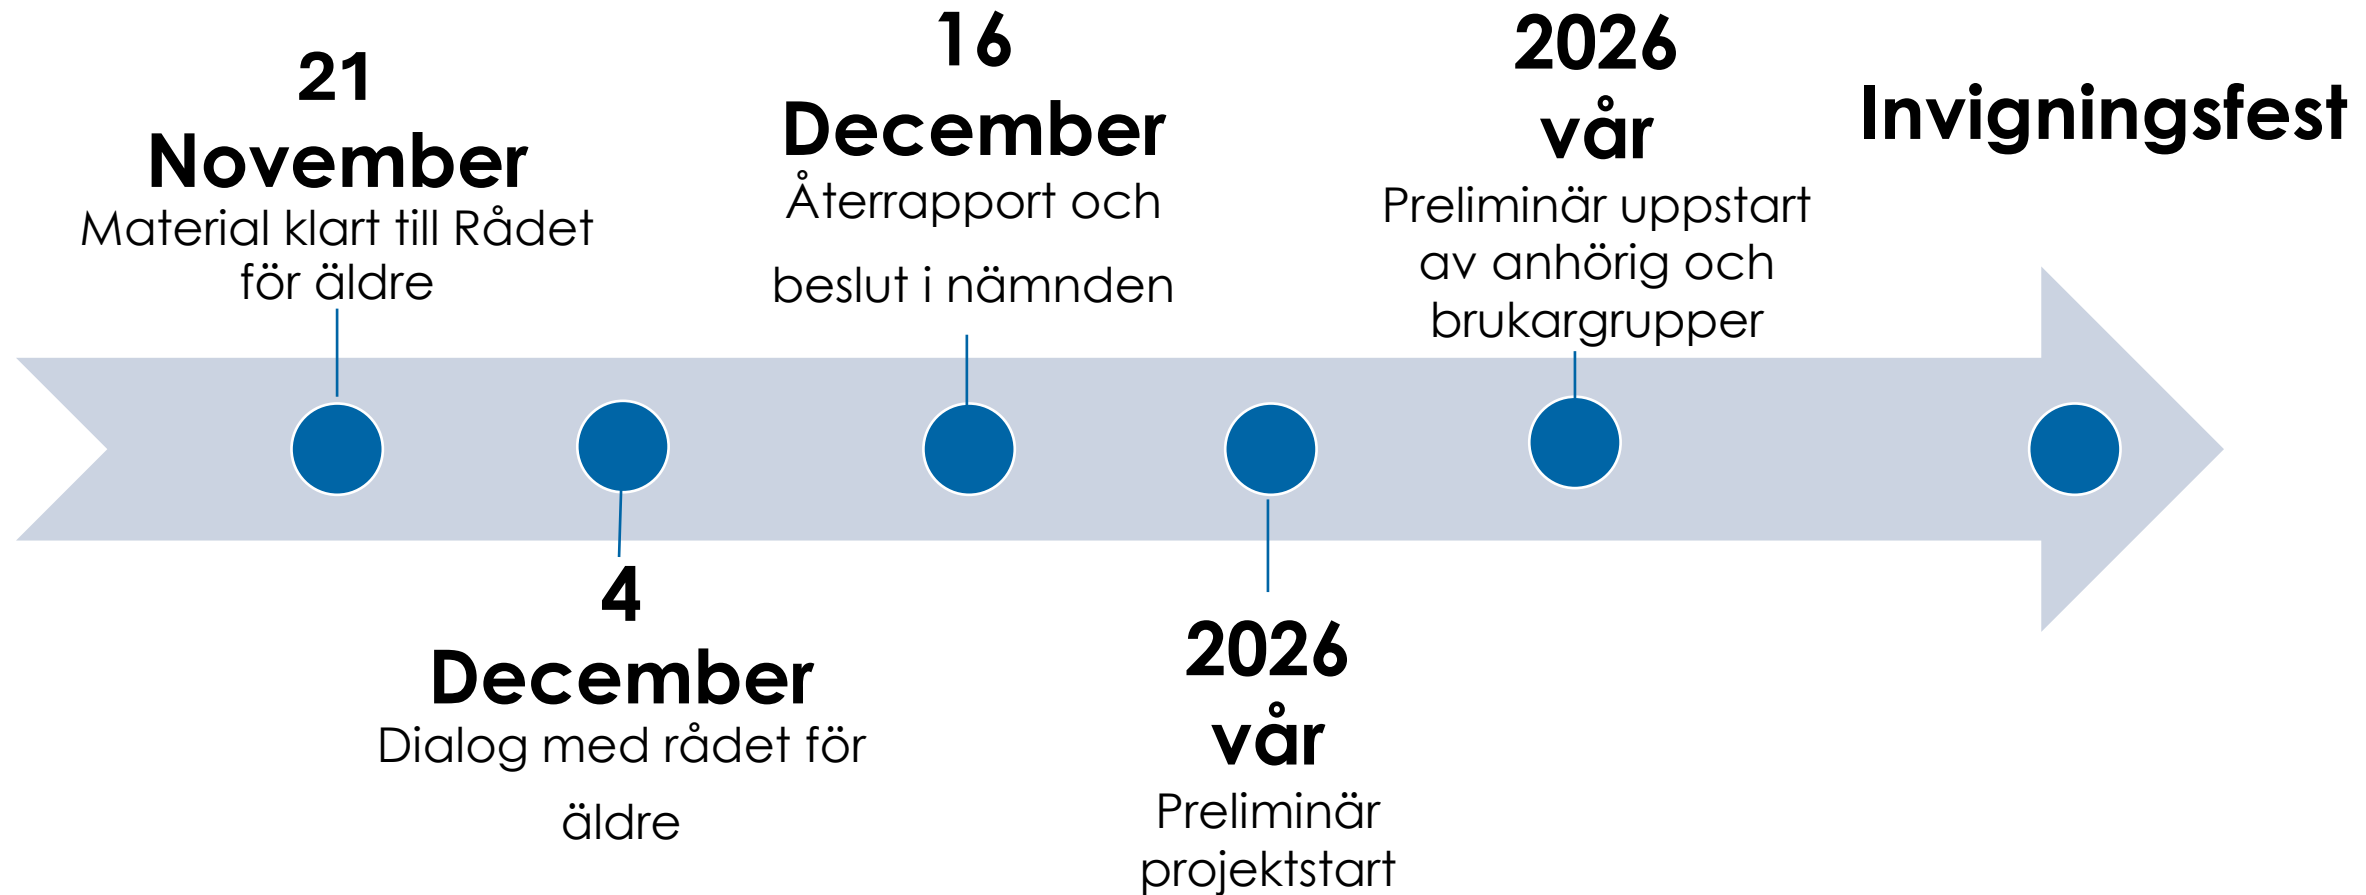 21
November
Material klart till Rådet
för äldre
4
December
Dialog med rådet för
äldre
16
December
Återrapport och
beslut i nämnden
2026
vår
Preliminär
projektstart
2026
vår
Preliminär uppstart
av anhörig och
brukargrupper
Invigningsfest